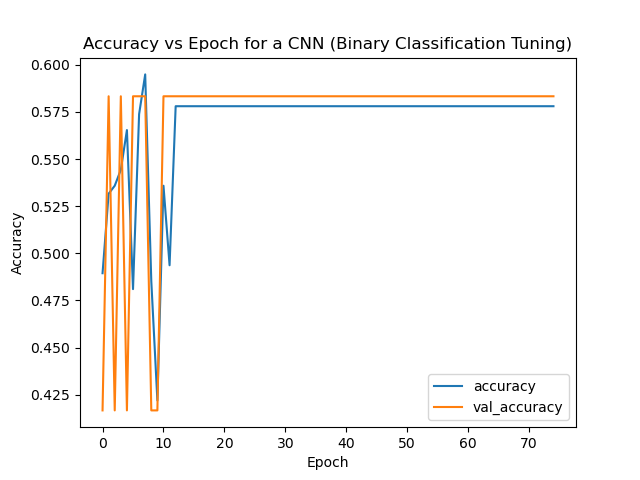 Accuracy vs Epoch for a CNN (Binary Classification Tuning)
0.600
0.575
0.550
0.525
0.500
0.475
0.450
0.425
Accuracy
0 10 20 30 40 50 60 70
Epoch
accuracy
val_accuracy